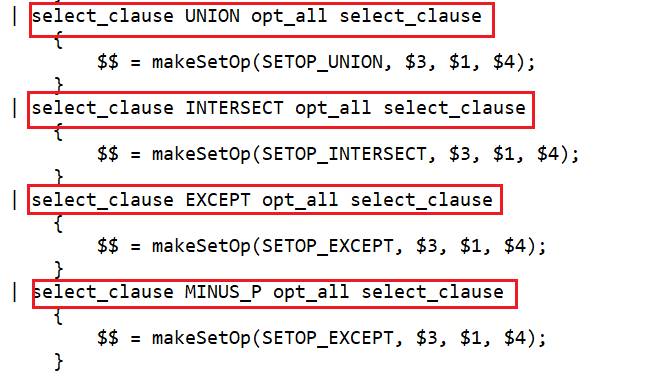 | select_clause UNION opt_all select_clause
{
$$ = makeSetOp(SETOP_UNION, $3, $1, $4);
}
| select_clause INTERSECT opt_all select_clause
{
$$ = makeSetOp(SETOP_INTERSECT, $3, $1, $4);
}
| select_clause EXCEPT opt_all select_clause
{
$$ = makeSetOp(SETOP_EXCEPT, $3, $1, $4);
}
| select_clause MINUS_P opt_all select_clause
{
$$ = makeSetOp(SETOP_EXCEPT, $3, $1, $4);
}